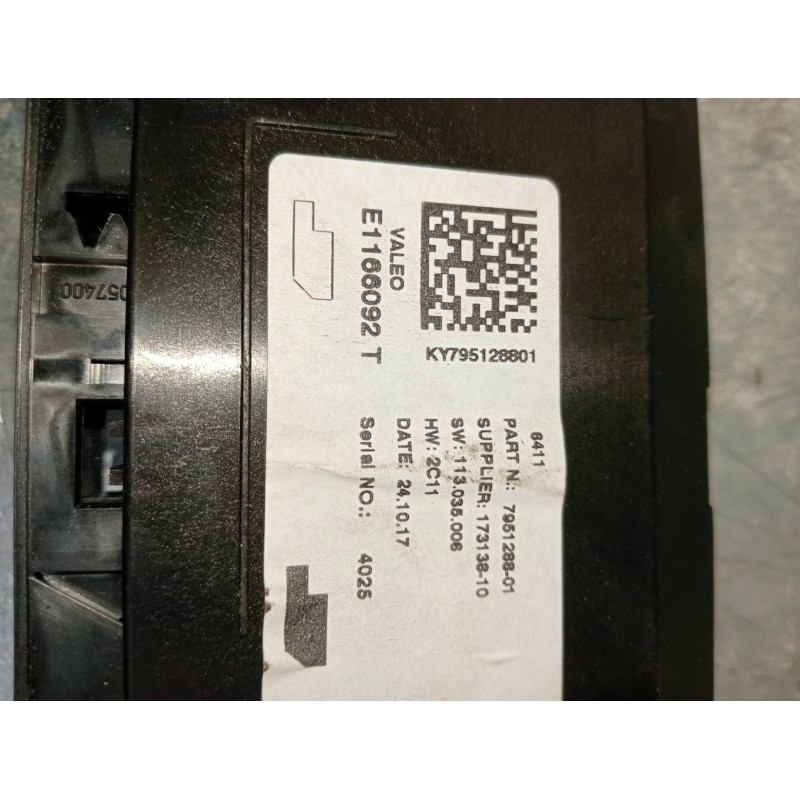 KY795128801
VALEO
E1166092 T
6411
PART N.: 7951288-01
SUPPLIER: 173138-10
SW: 113.035.006
HW: 2C11
DATE: 24.10.17
Serial NO.: 4025
057400